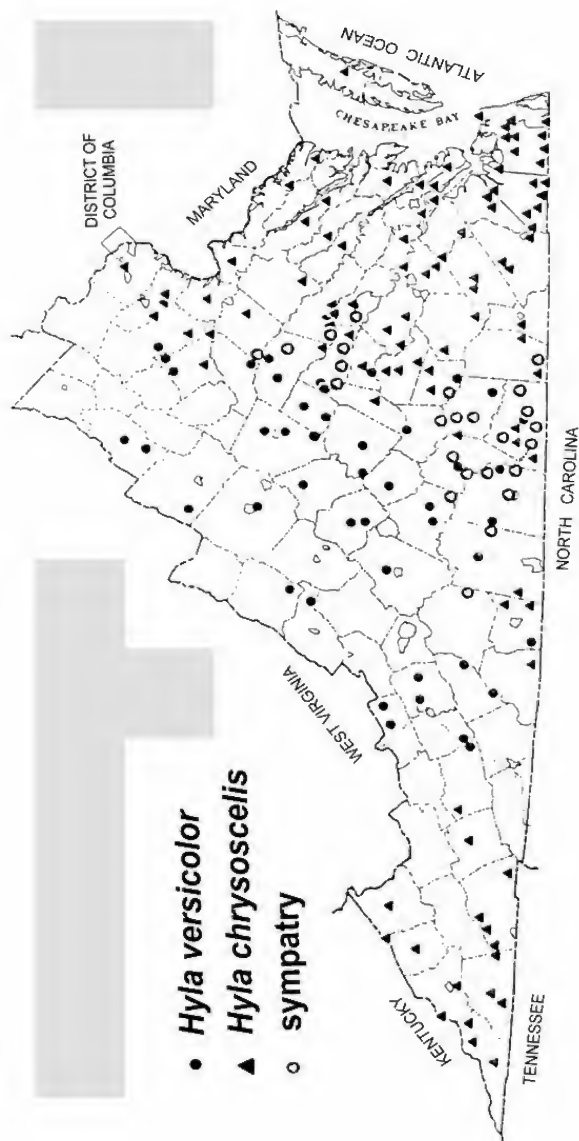 Hyla versicolor
Hyla chrysoscelis
sympatry
DISTRICT OF
COLUMBIA
MARYLAND
ATLANTIC OCEAN
CHESAPEAKE BAY
WEST VIRGINIA
KENTUCKY
TENNESSEE
NORTH CAROLINA